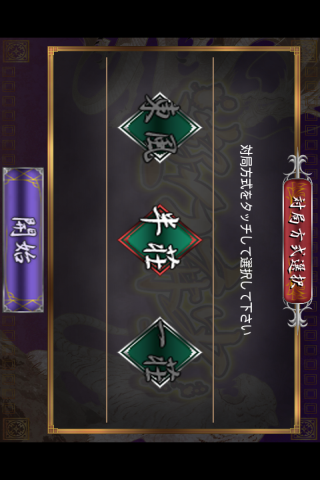 対局方式選択
対局方式をタッチして選択して下さい
東風
半荘
一荘
開始